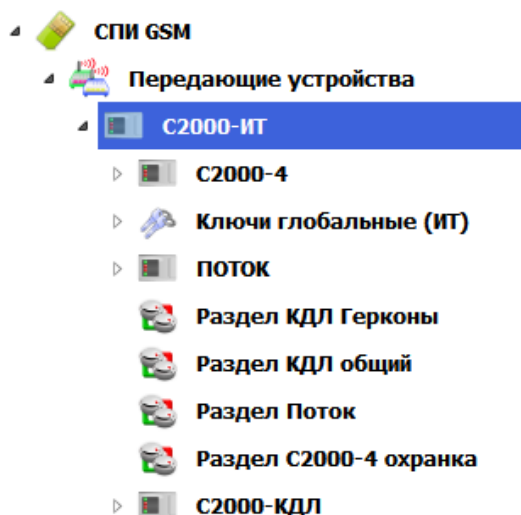 СПИ GSM
Передающие устройства
С2000-ИТ
С2000-4
Ключи глобальные (ИТ)
ПОТОК
Раздел КДЛ Герконы
Раздел КДЛ общий
Раздел Поток
Раздел С2000-4 охранка
С2000-КДЛ